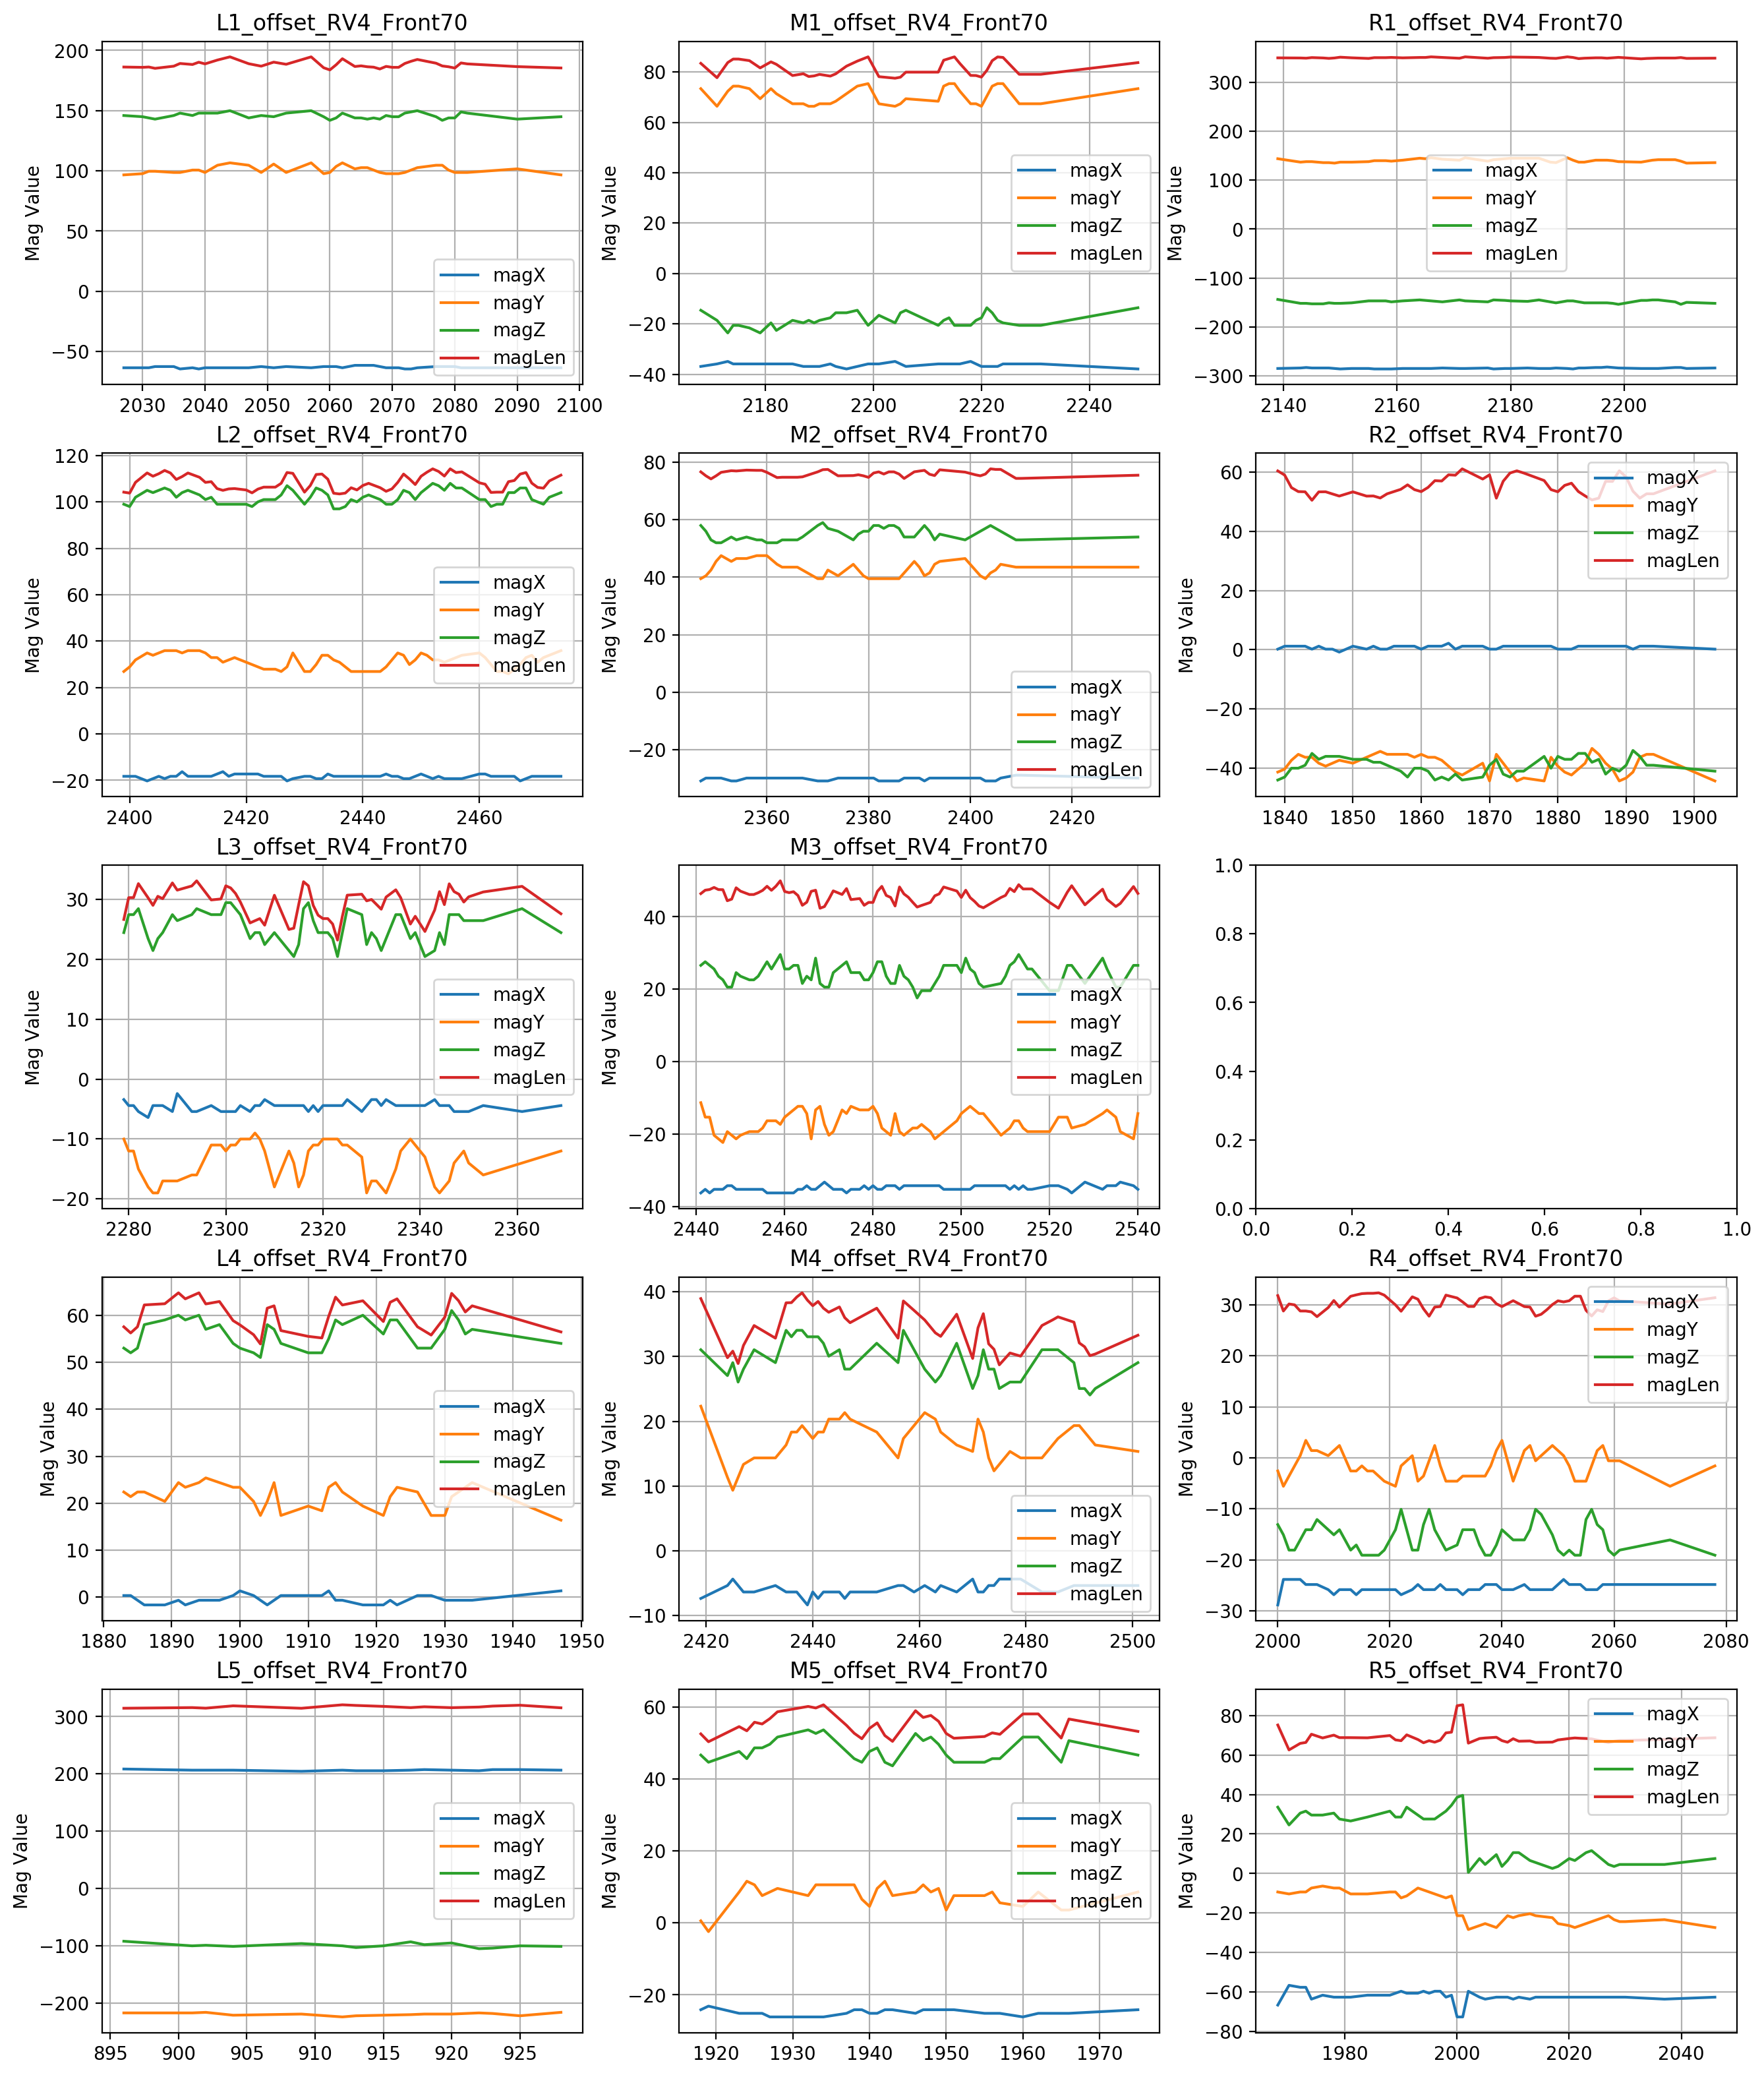 L1_offset_RV4_Front70
M1_offset_RV4_Front70
R1_offset_RV4_Front70
Mag Value
200
150
100
50
0
−50
magX
magY
magZ
magLen
2030 2040 2050 2060 2070 2080 2090 2100
Mag Value
80
60
40
20
0
−20
−40
magX
magY
magZ
magLen
2180 2200 2220 2240
Mag Value
300
200
100
0
−100
−200
−300
magX
magY
magZ
magLen
2140 2160 2180 2200
L2_offset_RV4_Front70
M2_offset_RV4_Front70
R2_offset_RV4_Front70
Mag Value
120
100
80
60
40
20
0
−20
magX
magY
magZ
magLen
2400 2420 2440 2460
Mag Value
80
60
40
20
0
−20
magX
magY
magZ
magLen
2360 2380 2400 2420
Mag Value
60
40
20
0
−20
−40
magX
magY
magZ
magLen
1840 1850 1860 1870 1880 1890 1900
L3_offset_RV4_Front70
M3_offset_RV4_Front70
Mag Value
30
20
10
0
−10
−20
magX
magY
magZ
magLen
2280 2300 2320 2340 2360
Mag Value
40
20
0
−20
−40
magX
magY
magZ
magLen
2440 2460 2480 2500 2520 2540
1.0
0.8
0.6
0.4
0.2
0.0
0.0 0.2 0.4 0.6 0.8 1.0
L4_offset_RV4_Front70
M4_offset_RV4_Front70
R4_offset_RV4_Front70
Mag Value
60
50
40
30
20
10
0
magX
magY
magZ
magLen
1880 1890 1900 1910 1920 1930 1940 1950
Mag Value
40
30
20
10
0
−10
magX
magY
magZ
magLen
2420 2440 2460 2480 2500
Mag Value
30
20
10
0
−10
−20
−30
magX
magY
magZ
magLen
2000 2020 2040 2060 2080
L5_offset_RV4_Front70
M5_offset_RV4_Front70
R5_offset_RV4_Front70
Mag Value
300
200
100
0
−100
−200
magX
magY
magZ
magLen
895 900 905 910 915 920 925
Mag Value
60
40
20
0
−20
magX
magY
magZ
magLen
1920 1930 1940 1950 1960 1970
Mag Value
80
60
40
20
0
−20
−40
−60
−80
magX
magY
magZ
magLen
1980 2000 2020 2040